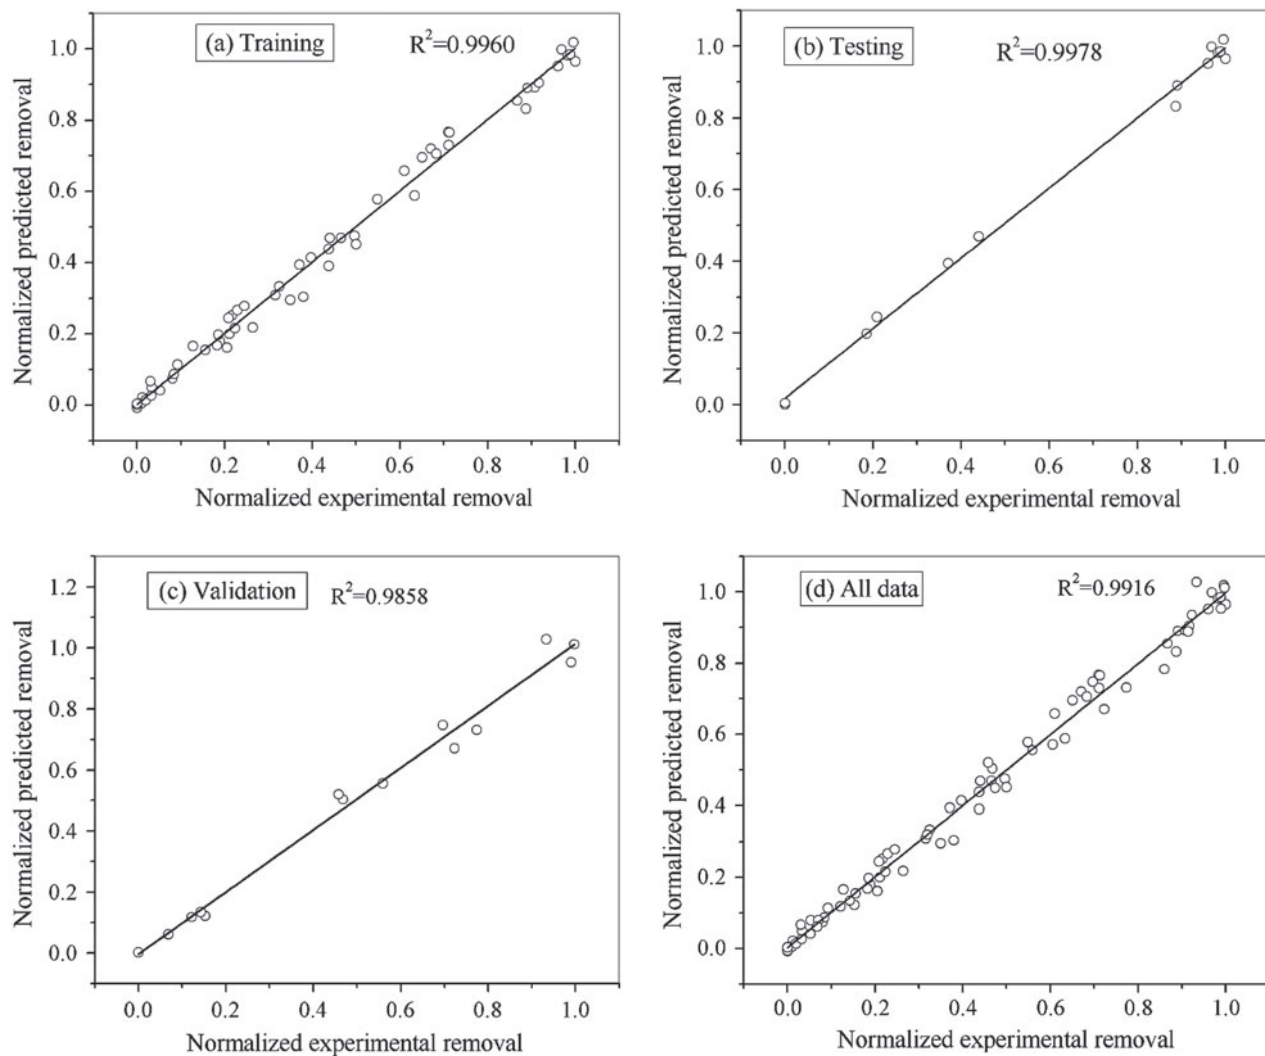 (a) Training
R²=0.9960
Normalized predicted removal
1.0
0.8
0.6
0.4
0.2
0.0
0.0 0.2 0.4 0.6 0.8 1.0
Normalized experimental removal
(b) Testing
R²=0.9978
Normalized predicted removal
1.0
0.8
0.6
0.4
0.2
0.0
0.0 0.2 0.4 0.6 0.8 1.0
Normalized experimental removal
(c) Validation
R²=0.9858
Normalized predicted removal
1.2
1.0
0.8
0.6
0.4
0.2
0.0
0.0 0.2 0.4 0.6 0.8 1.0
Normalized experimental removal
(d) All data
R²=0.9916
Normalized predicted removal
1.0
0.8
0.6
0.4
0.2
0.0
0.0 0.2 0.4 0.6 0.8 1.0
Normalized experimental removal